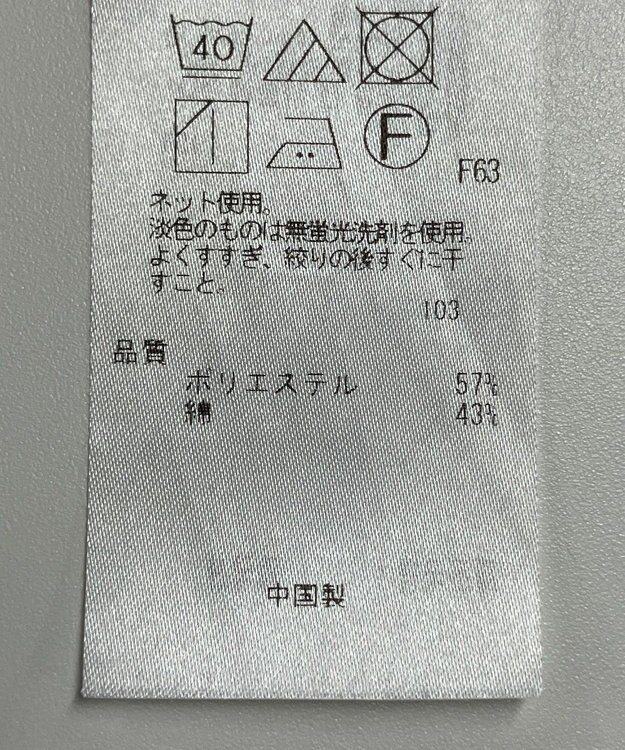 40
F
F63
ネット使用。
淡色のものは無蛍光洗剤を使用。
よくすすぎ、絞りの後すぐに干
すこと。
103
品質
ポリエステル 57%
綿 43%
中国製